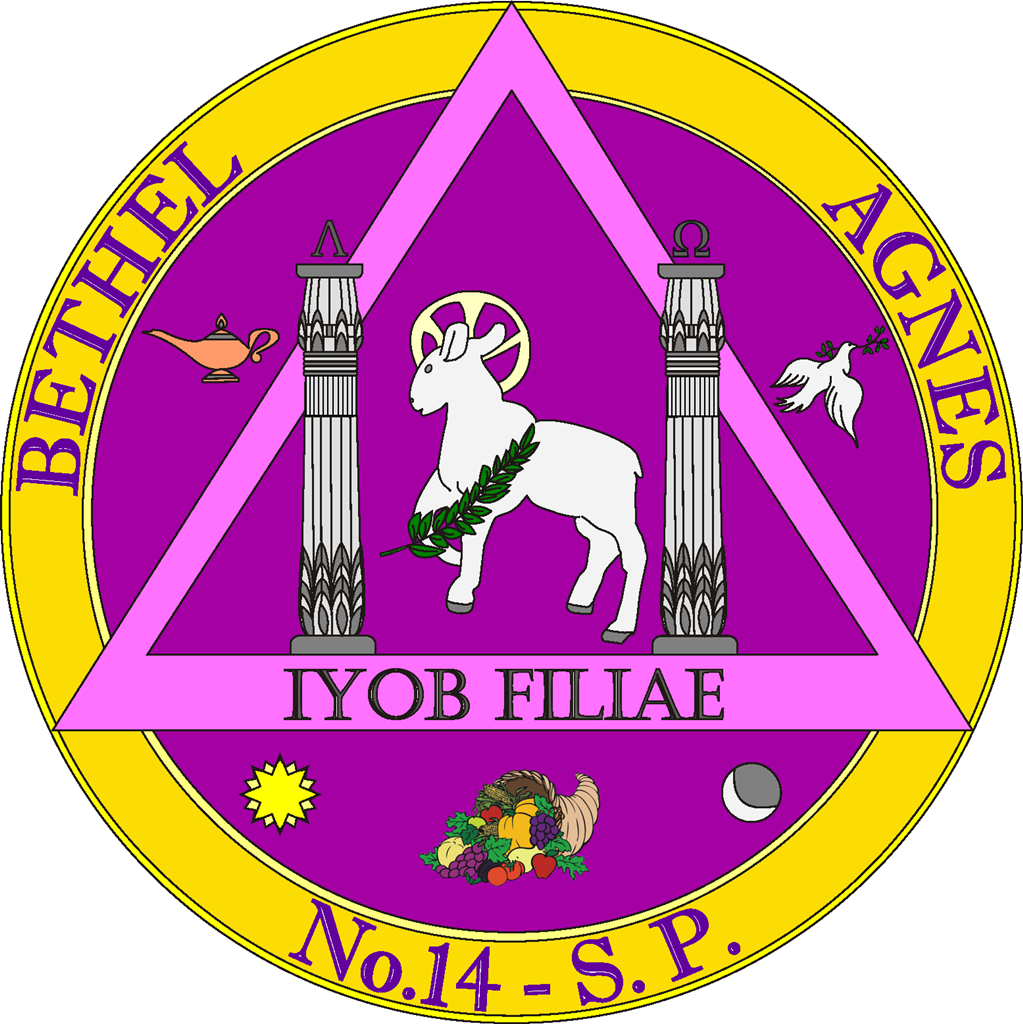 BETHEL
AGNES
Λ
Ω
IYOB FILIAE
No.14 - S. P.